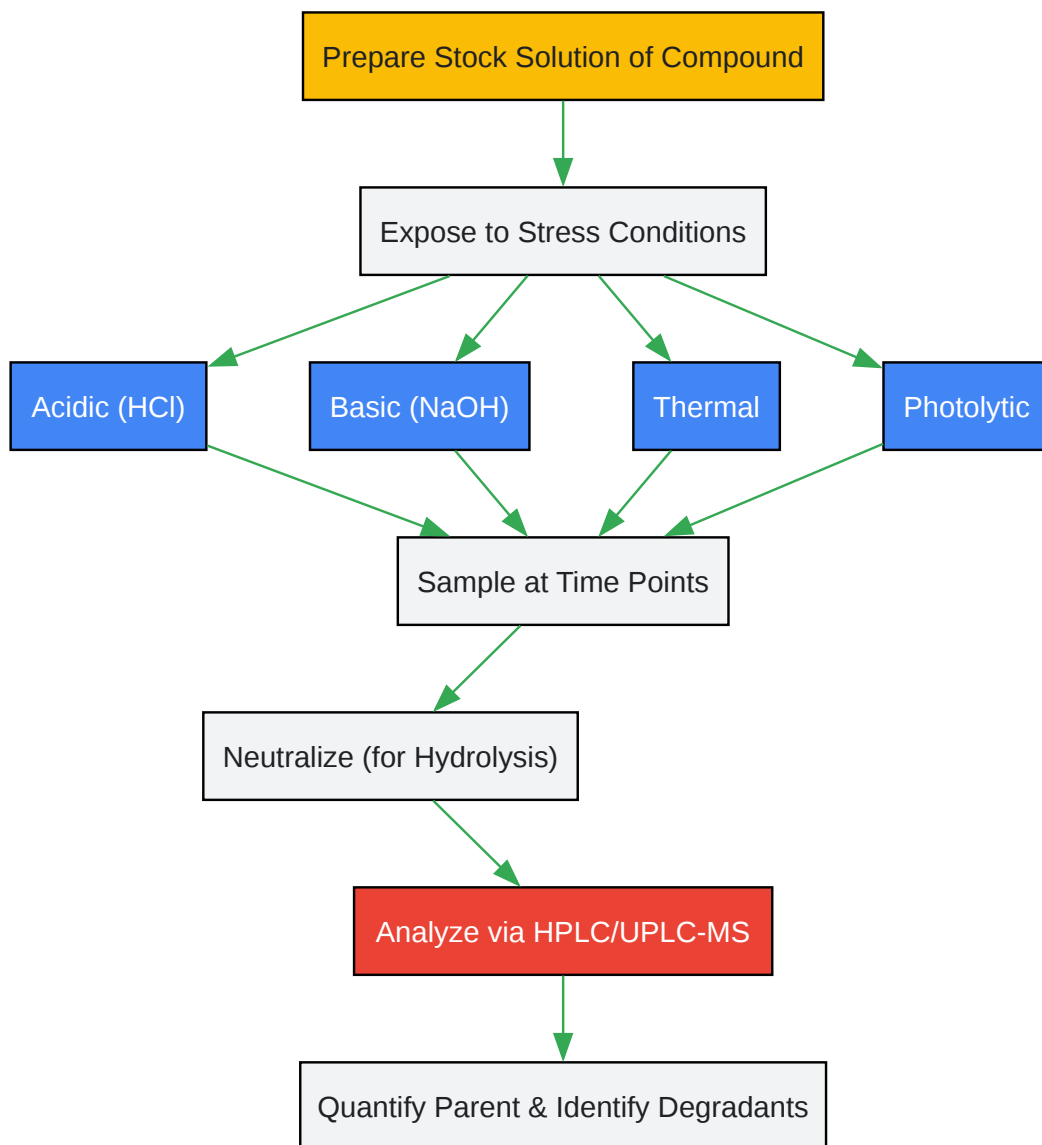 Prepare Stock Solution of Compound
Expose to Stress Conditions
Acidic (HCl)
Basic (NaOH)
Thermal
Photolytic
Sample at Time Points
Neutralize (for Hydrolysis)
Analyze via HPLC/UPLC-MS
Quantify Parent & Identify Degradants